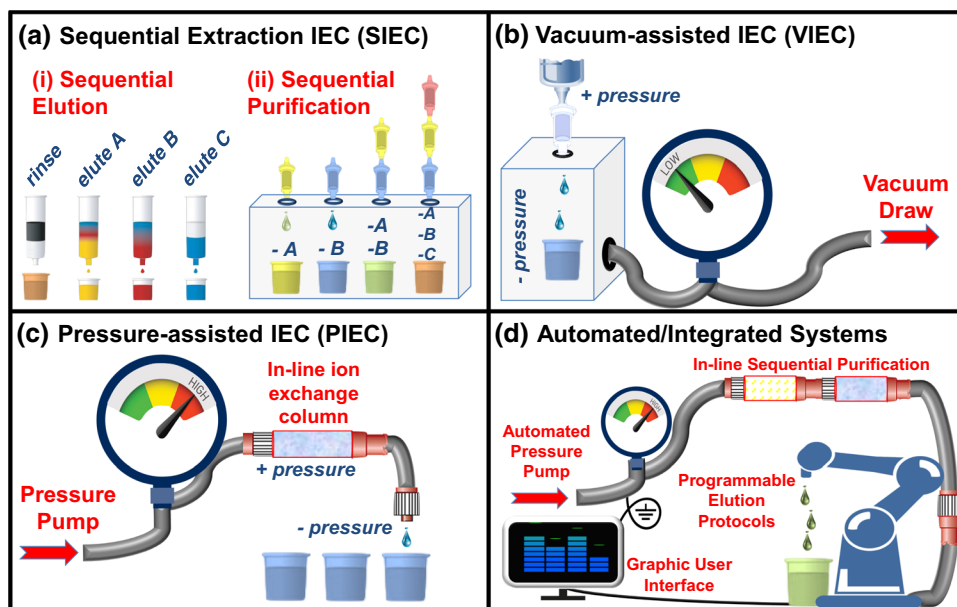 (a) Sequential Extraction IEC (SIEC)
(i) Sequential
Elution
(ii) Sequential
Purification
rinse
elute A
elute B
elute C
- A
- B
-A
-B
-A
-B
-C
(b) Vacuum-assisted IEC (VIEC)
+ pressure
- pressure
LOW
Vacuum
Draw
(c) Pressure-assisted IEC (PIEC)
HIGH
In-line ion
exchange
column
+ pressure
Pressure
Pump
- pressure
(d) Automated/Integrated Systems
In-line Sequential Purification
HIGH
Automated
Pressure
Pump
Programmable
Elution
Protocols
Graphic User
Interface